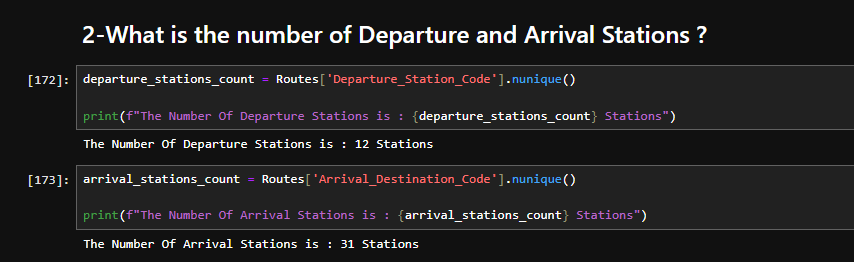 2-What is the number of Departure and Arrival Stations ?
[172]: departure_stations_count = Routes['Departure_Station_Code'].nunique()
print(f"The Number Of Departure Stations is : {departure_stations_count} Stations")
The Number Of Departure Stations is : 12 Stations
[173]: arrival_stations_count = Routes['Arrival_Destination_Code'].nunique()
print(f"The Number Of Arrival Stations is : {arrival_stations_count} Stations")
The Number Of Arrival Stations is : 31 Stations